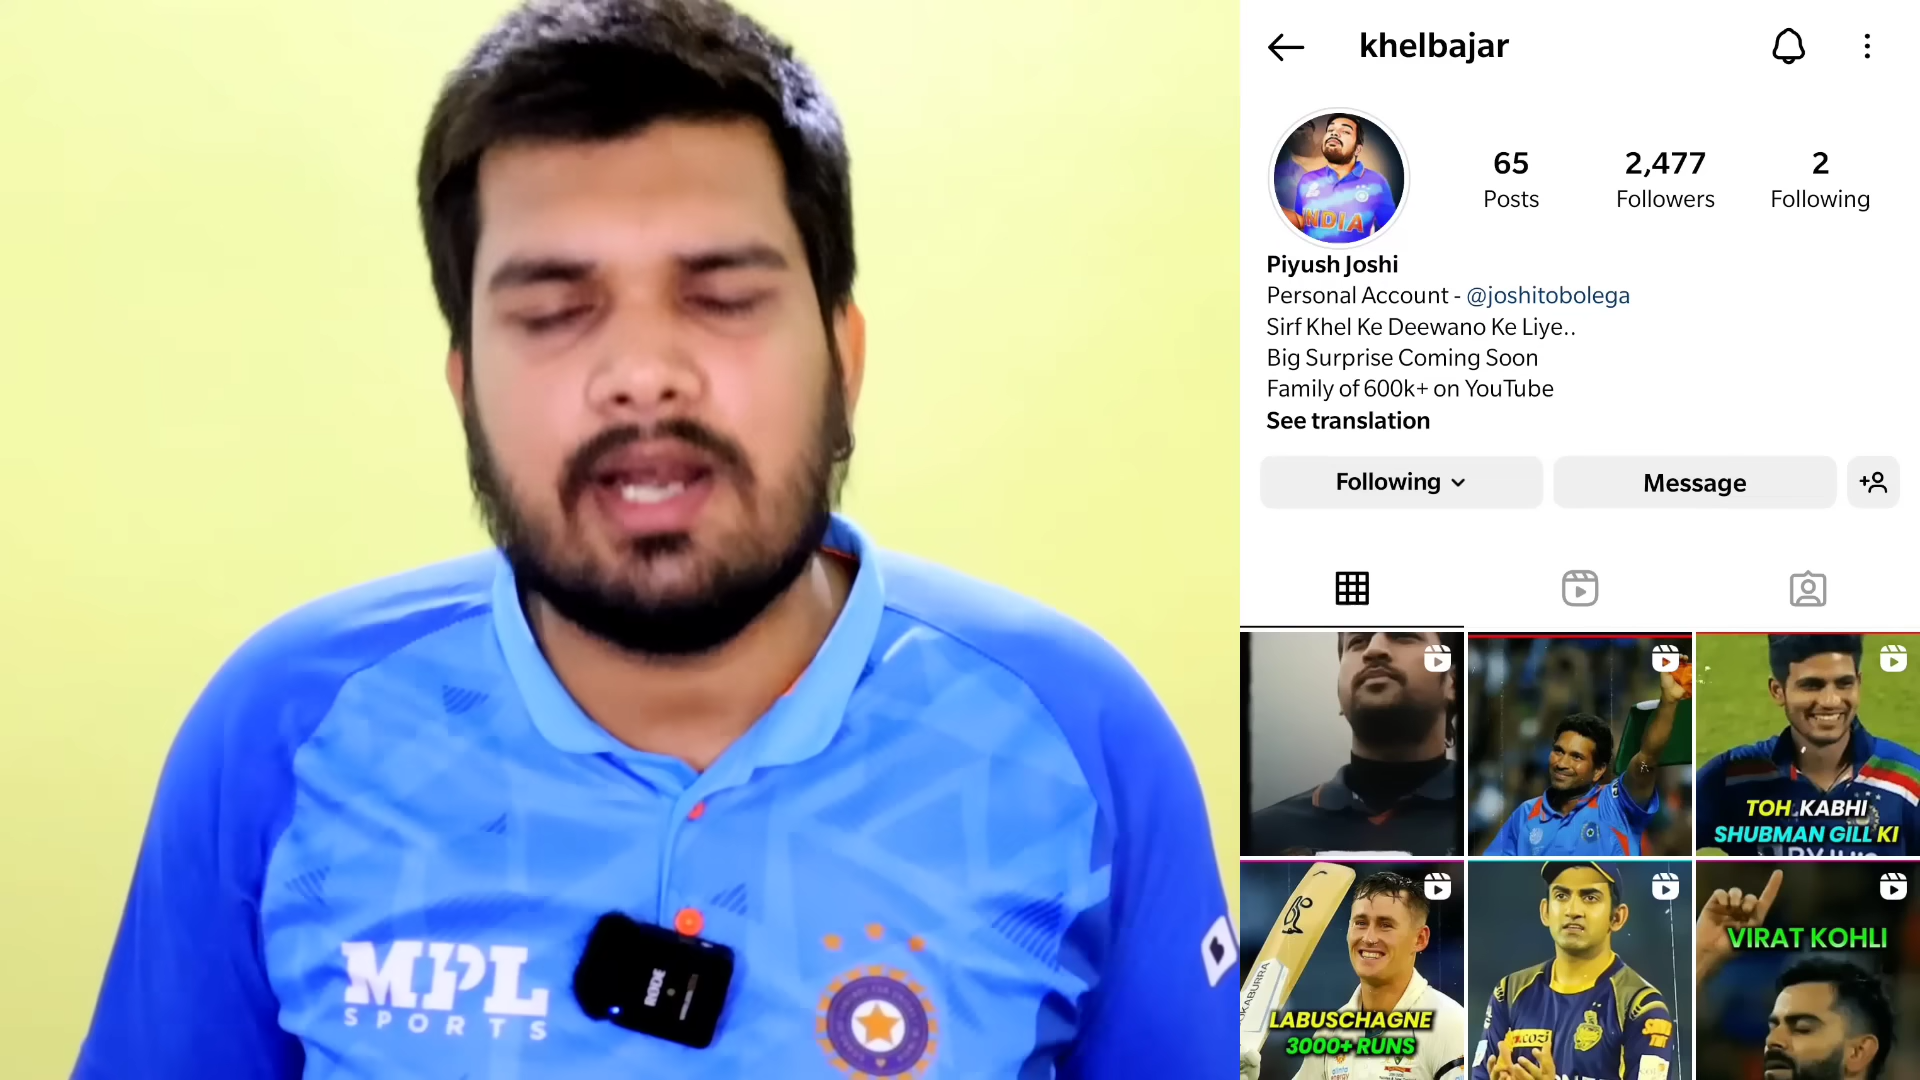 khelbajar
65
2,477
2
Posts
Followers
Following
INDIA
Piyush Joshi
Personal Account - @joshitobolega
Sirf Khel Ke Deewano Ke Liye..
Big Surprise Coming Soon
Family of 600k+ on YouTube
See translation
Following
Message
TOH KABHI
SHUBMAN GILL KI
VIRAT KOHLI
LABUSCHAGNE
3000+ RUNS
MPL
SPORTS
RODE